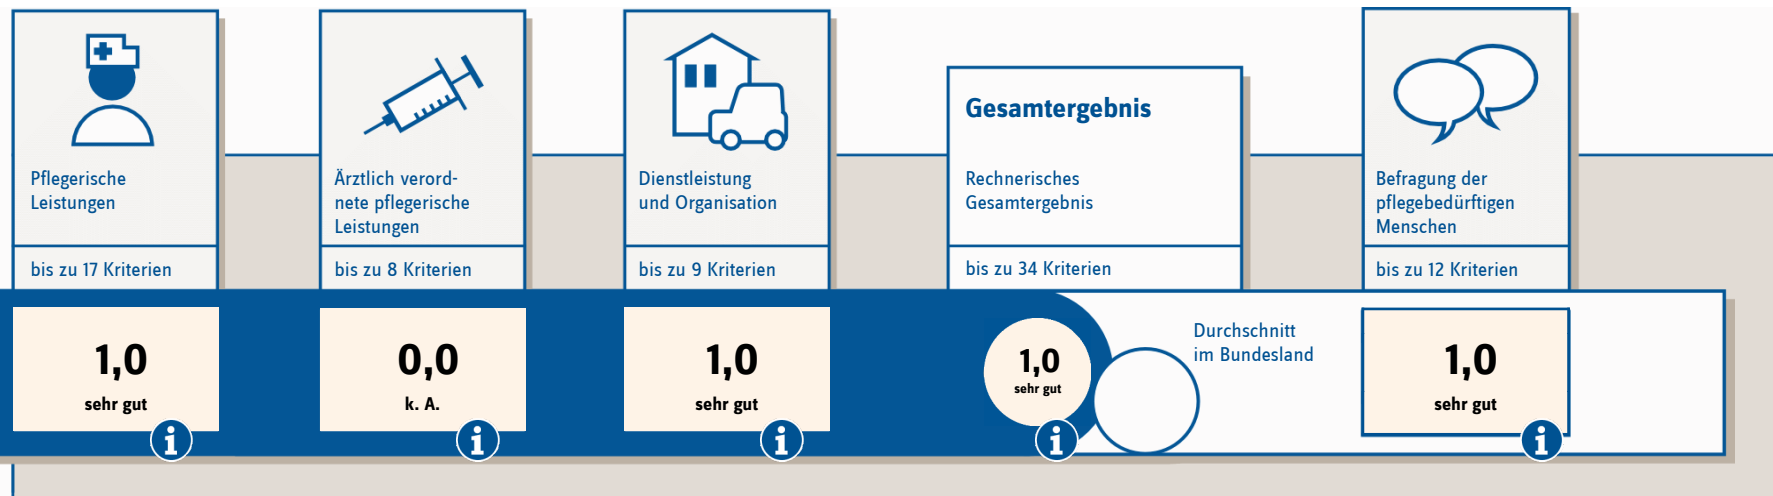 Pflegerische
Leistungen
bis zu 17 Kriterien
1,0
sehr gut
i
Ärztlich verord-
nete pflegerische
Leistungen
bis zu 8 Kriterien
0,0
k. A.
i
Dienstleistung
und Organisation
bis zu 9 Kriterien
1,0
sehr gut
i
Gesamtergebnis
Rechnerisches
Gesamtergebnis
bis zu 34 Kriterien
1,0
sehr gut
i
Durchschnitt
im Bundesland
Befragung der
pflegebedürftigen
Menschen
bis zu 12 Kriterien
1,0
sehr gut
i